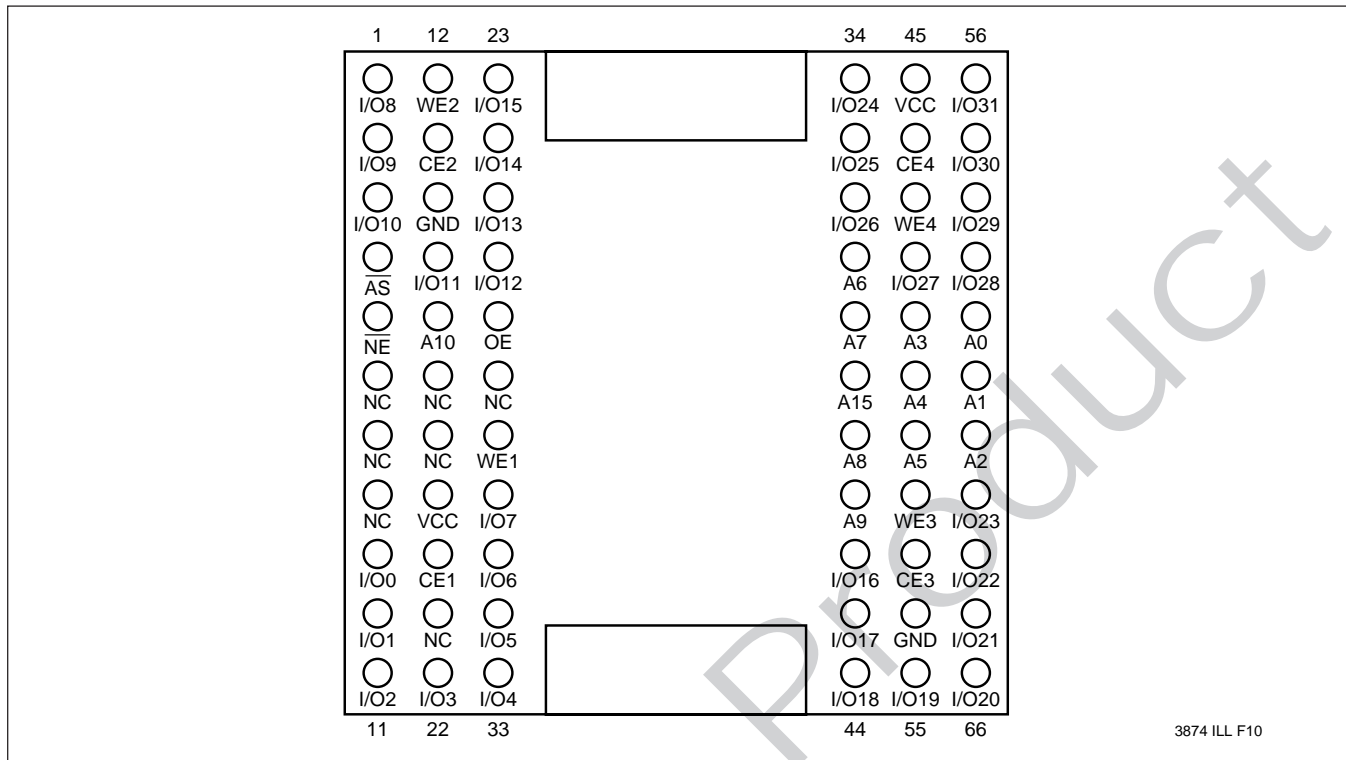 1 12 23 34 45 56
I/O8 WE2 I/O15 I/O24 VCC I/O31
I/O9 CE2 I/O14 I/O25 CE4 I/O30
I/O10 GND I/O13 I/O26 WE4 I/O29
AS I/O11 I/O12 A6 I/O27 I/O28
NE A10 OE A7 A3 A0
NC NC NC A15 A4 A1
NC NC WE1 A8 A5 A2
NC VCC I/O7 A9 WE3 I/O23
I/O0 CE1 I/O6 I/O16 CE3 I/O22
I/O1 NC I/O5 I/O17 GND I/O21
I/O2 I/O3 I/O4 I/O18 I/O19 I/O20
11 22 33 44 55 66
3874 ILL F10
Product